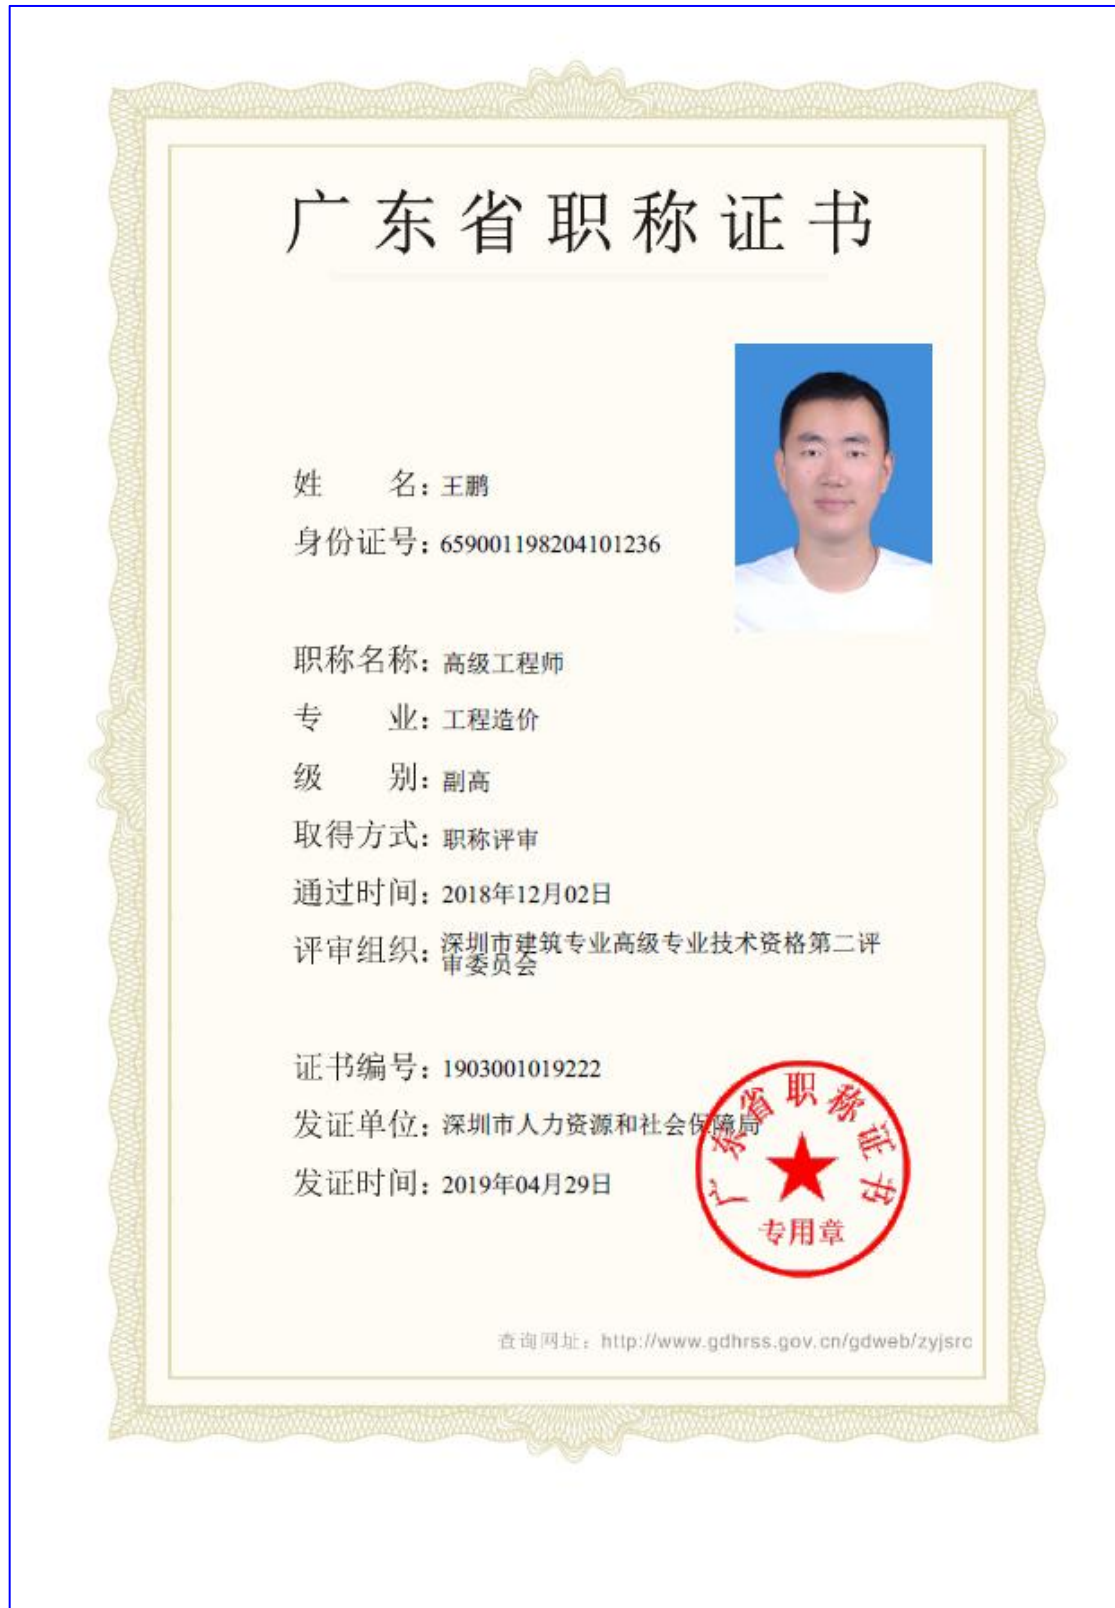 广东省职称证书
姓 名：王鹏
身份证号：659001198204101236
职称名称：高级工程师
专 业：工程造价
级 别：副高
取得方式：职称评审
通过时间：2018年12月02日
评审组织：深圳市建筑专业高级专业技术资格第二评
审委员会
证书编号：1903001019222
发证单位：深圳市人力资源和社会保障局
发证时间：2019年04月29日
广东省职称证书
专用章
查询网址：http://www.gdhrss.gov.cn/gdweb/zyjsrc